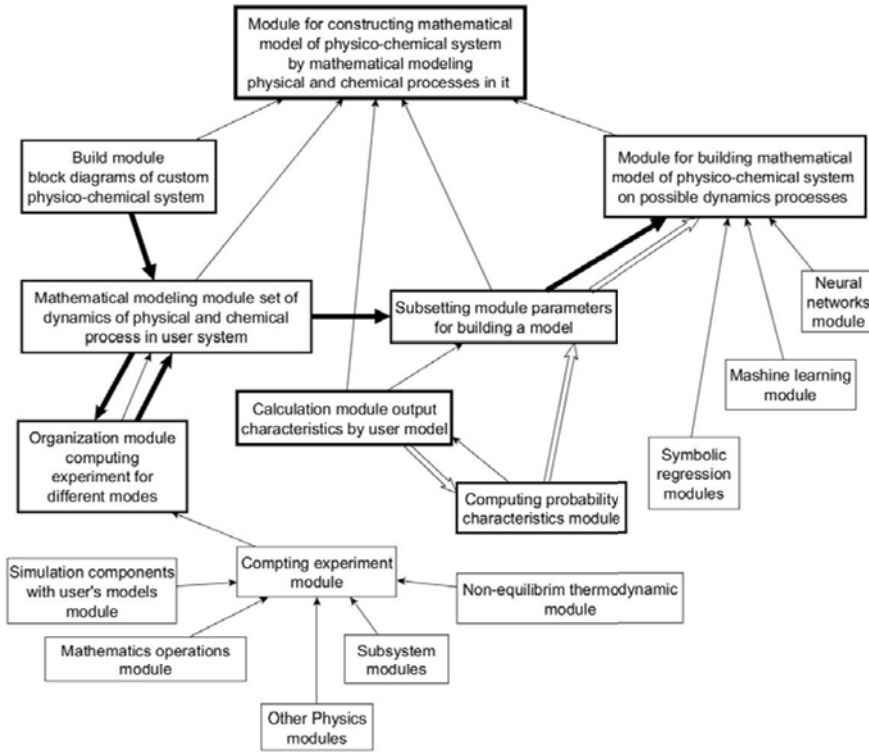 Module for constructing mathematical
model of physico-chemical system
by mathematical modeling
physical and chemical processes in it
Build module
block diagrams of custom
physico-chemical system
Module for building mathematical
model of physico-chemical system
on possible dynamics processes
Mathematical modeling module set of
dynamics of physical and chemical
process in user system
Subsetting module parameters
for building a model
Neural
networks
module
Mashine learning
module
Calculation module output
characteristics by user model
Organization module
computing
experiment for
different modes
Symbolic
regression
modules
Computing probability
characteristics module
Compting experiment
module
Simulation components
with user's models
module
Non-equilibrim thermodynamic
module
Mathematics operations
module
Subsystem
modules
Other Physics
modules